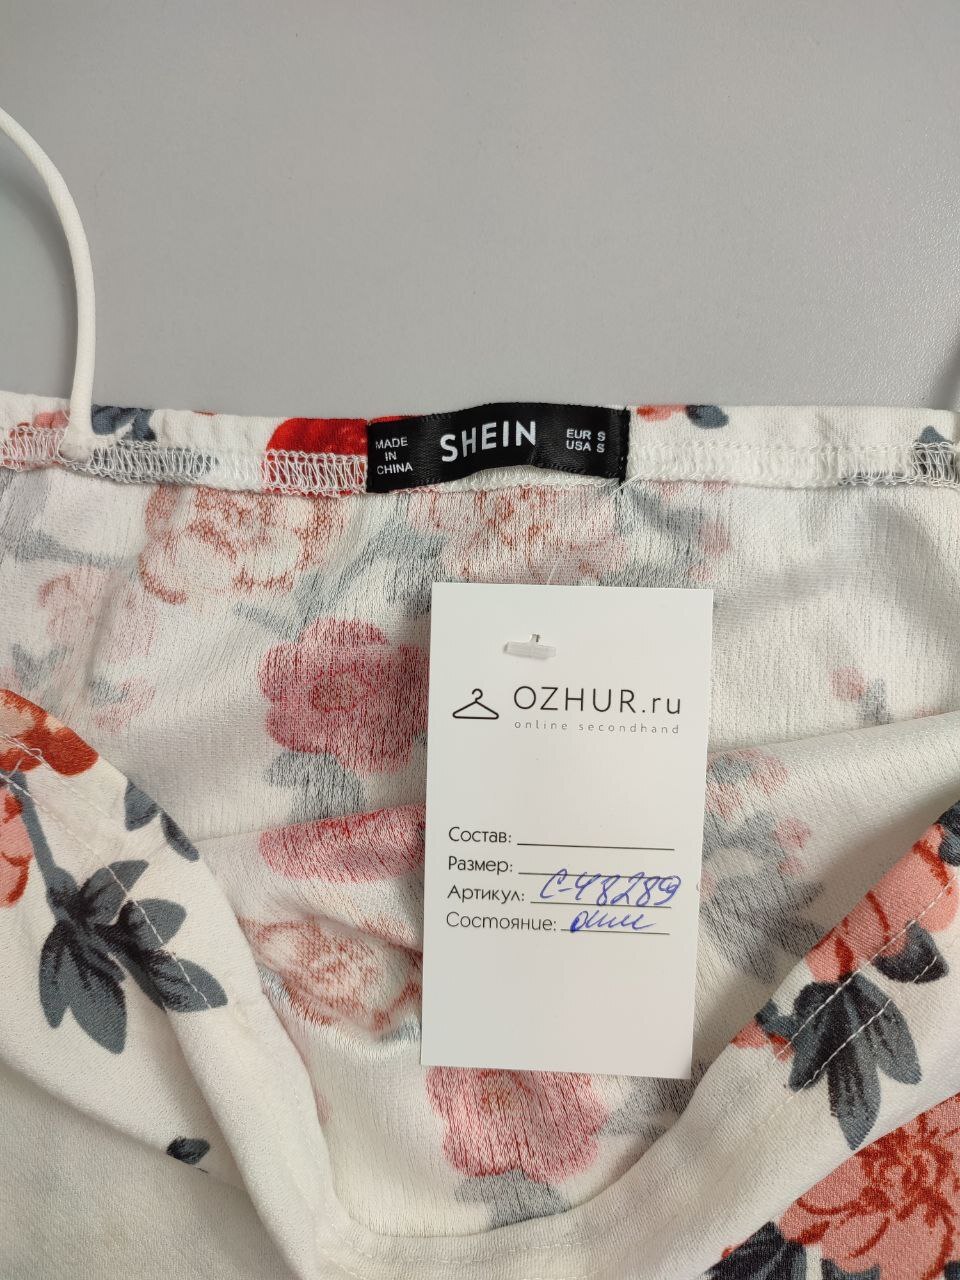 MADE
IN
CHINA
SHEIN
EUR S
USA S
OZHUR.ru
online secondhand
Состав:
Размер:
Артикул: С-48289
Состояние: